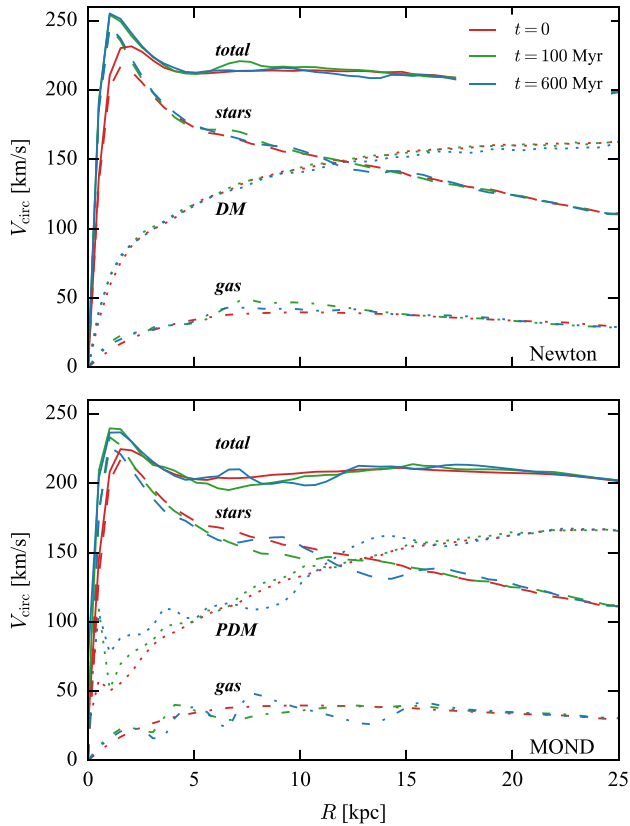 250
200
150
100
50
0
V_circ [km/s]
total
stars
DM
gas
t = 0
t = 100 Myr
t = 600 Myr
Newton
250
200
150
100
50
0
V_circ [km/s]
total
stars
PDM
gas
MOND
0 5 10 15 20 25
R [kpc]